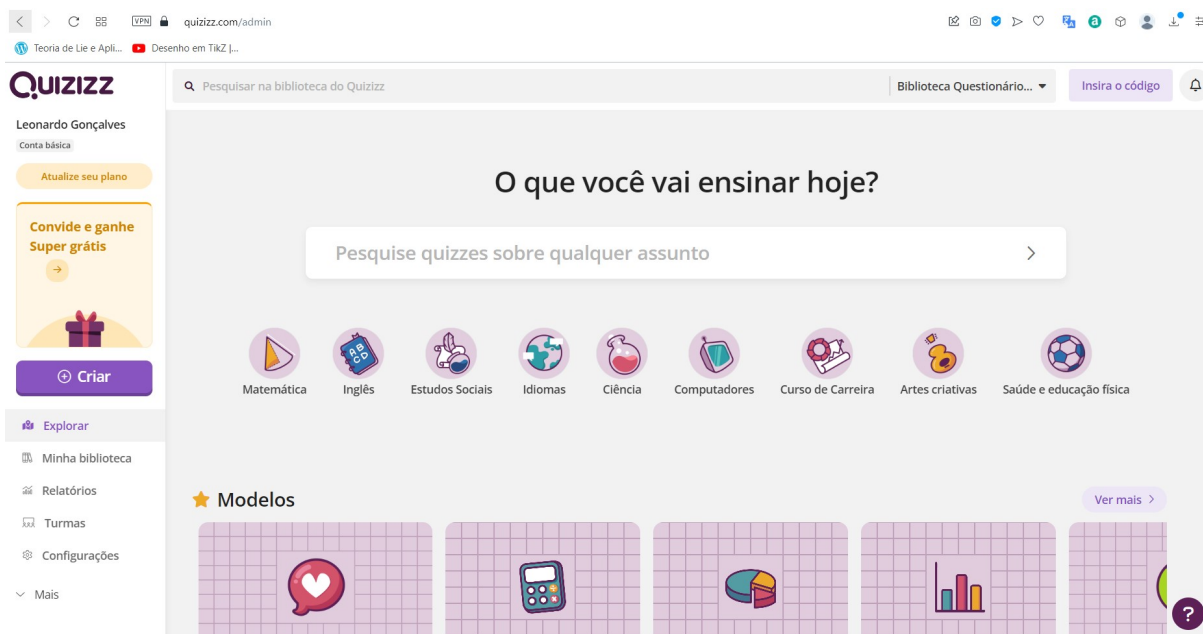 VPN quizizz.com/admin
Teoria de Lie e Apli... Desenho em TikZ |...
QUIZIZZ
Pesquisar na biblioteca do Quizizz
Biblioteca Questionário...
Insira o código
Leonardo Gonçalves
Conta básica
Atualize seu plano
Convide e ganhe
Super grátis
Criar
Explorar
Minha biblioteca
Relatórios
Turmas
Configurações
Mais
O que você vai ensinar hoje?
Pesquise quizzes sobre qualquer assunto
Matemática
Inglês
Estudos Sociais
Idiomas
Ciência
Computadores
Curso de Carreira
Artes criativas
Saúde e educação física
Modelos
Ver mais
?